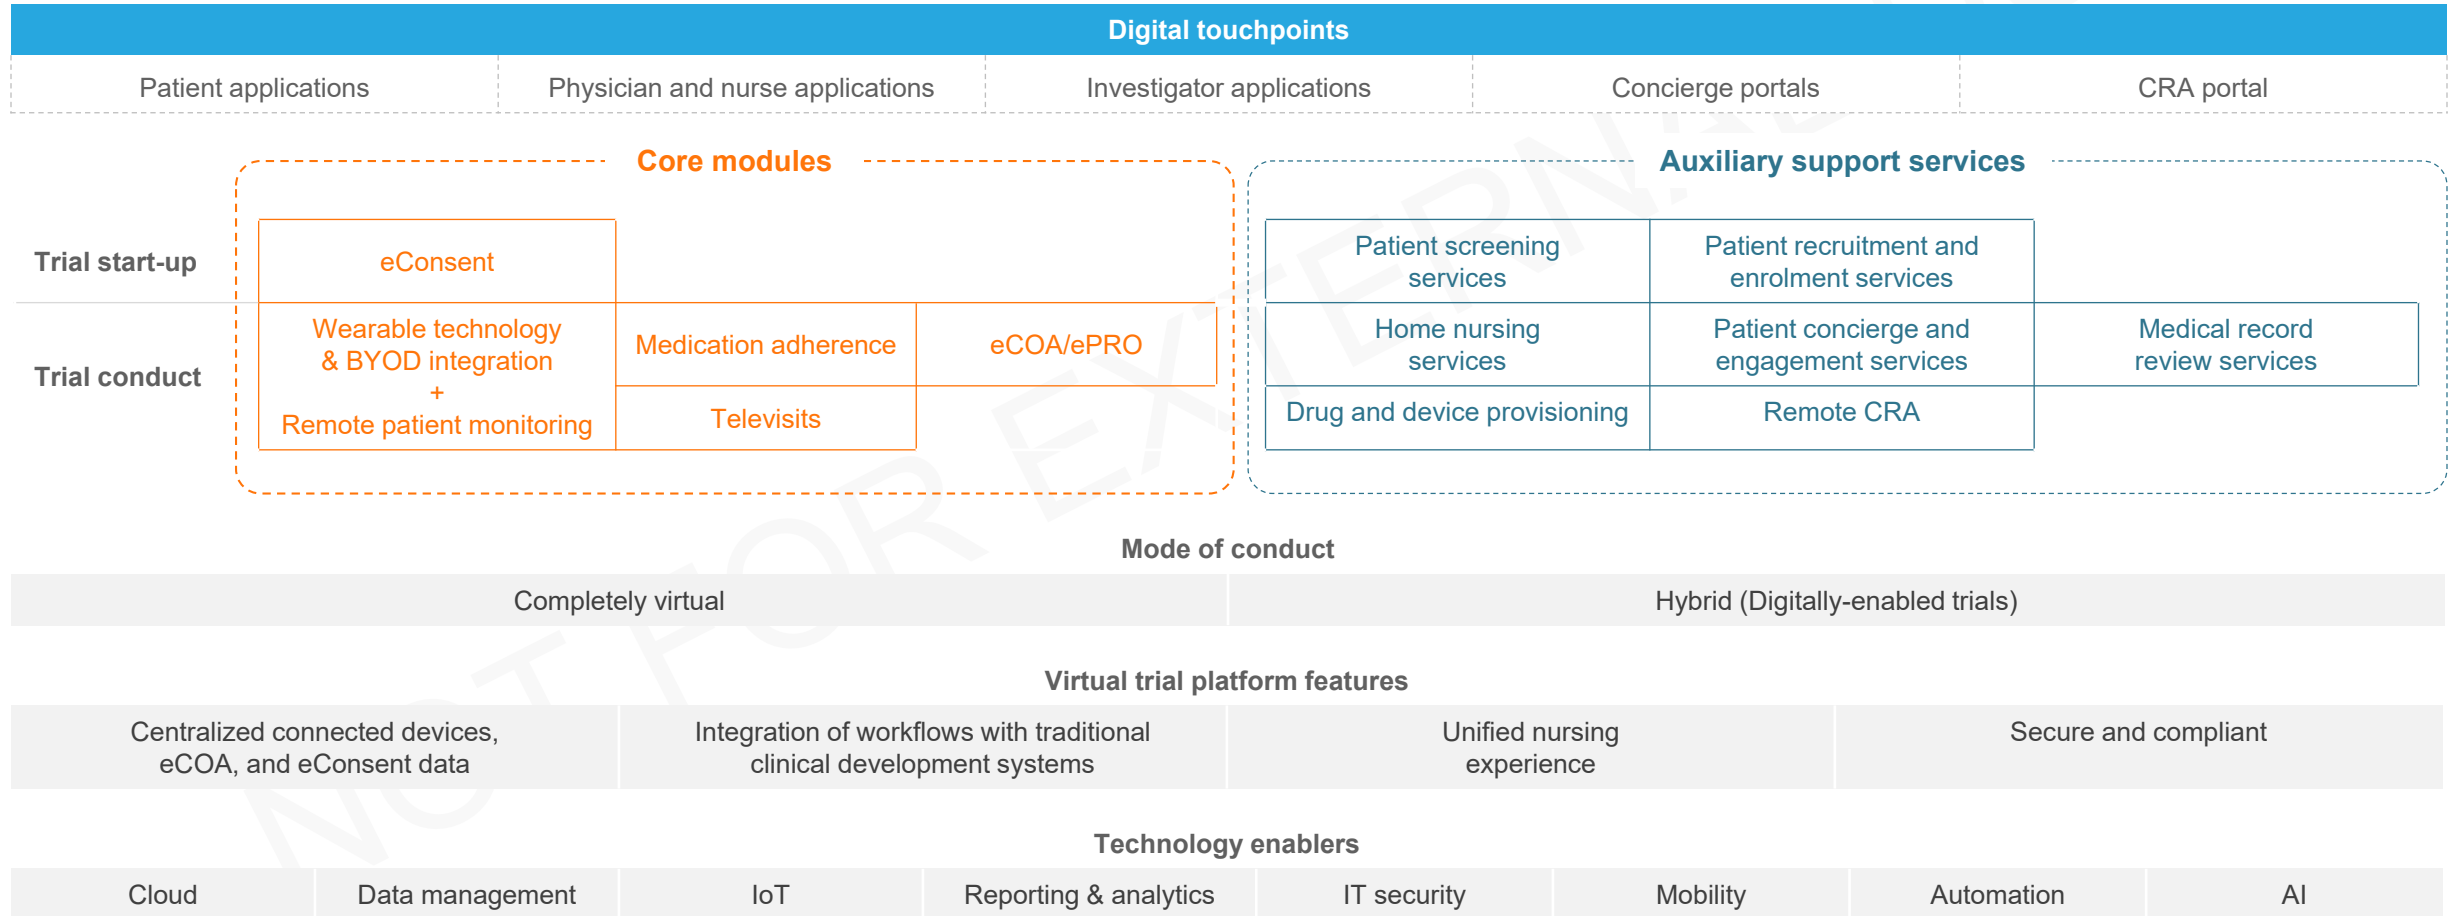 Digital touchpoints
Patient applications
Physician and nurse applications
Investigator applications
Concierge portals
CRA portal
Core modules
Auxiliary support services
Trial start-up
eConsent
Patient screening
services
Patient recruitment and
enrolment services
Trial conduct
Wearable technology
& BYOD integration
+
Remote patient monitoring
Medication adherence
eCOA/ePRO
Televisits
Home nursing
services
Patient concierge and
engagement services
Medical record
review services
Drug and device provisioning
Remote CRA
Mode of conduct
Completely virtual
Hybrid (Digitally-enabled trials)
Virtual trial platform features
Centralized connected devices,
eCOA, and eConsent data
Integration of workflows with traditional
clinical development systems
Unified nursing
experience
Secure and compliant
Technology enablers
Cloud
Data management
IoT
Reporting & analytics
IT security
Mobility
Automation
AI
NOT FOR EXTERNA